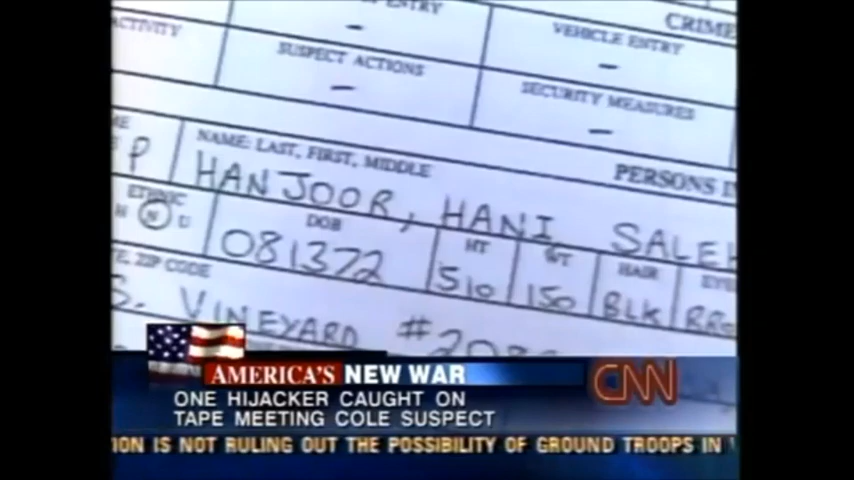 ENTRY
CRIME
ACTIVITY
VEHICLE ENTRY
SUSPECT ACTIONS
SECURITY MEASURES
NAME: LAST, FIRST, MIDDLE
PERSONS
P
HANJOOR, HANI SALEH
ETHNIC
H N U
DOB
HT
WT
HAIR
081372
510
150
BLK
ZIP CODE
S. VINEYARD #208
AMERICA'S NEW WAR
CNN
ONE HIJACKER CAUGHT ON
TAPE MEETING COLE SUSPECT
ION IS NOT RULING OUT THE POSSIBILITY OF GROUND TROOPS IN